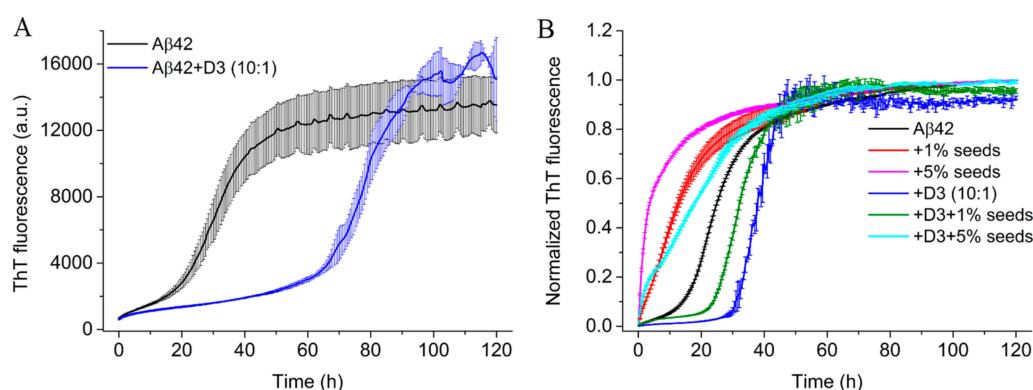 A
Aβ42
Aβ42+D3 (10:1)
ThT fluorescence (a.u.)
16000
12000
8000
4000
0
0 20 40 60 80 100 120
Time (h)
B
Normalized ThT fluorescence
1.0
0.8
0.6
0.4
0.2
0.0
Aβ42
+1% seeds
+5% seeds
+D3 (10:1)
+D3+1% seeds
+D3+5% seeds
0 20 40 60 80 100 120
Time (h)